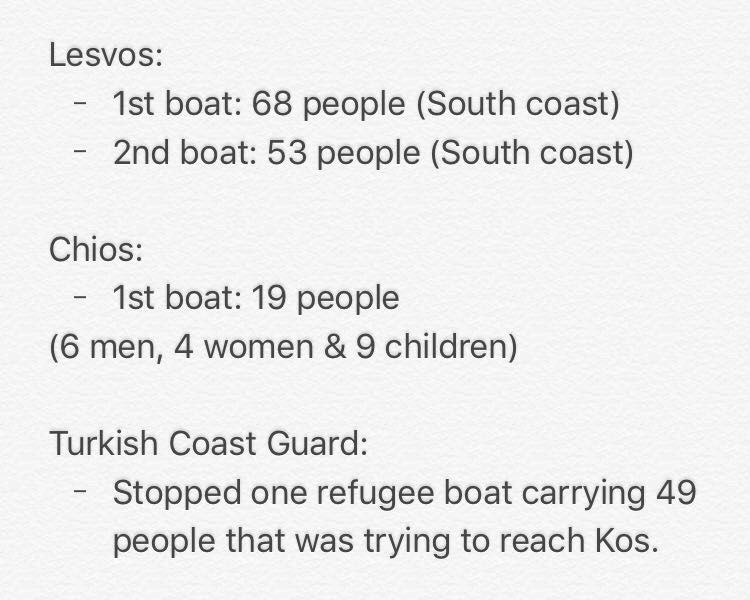 Lesvos:
- 1st boat: 68 people (South coast)
- 2nd boat: 53 people (South coast)
Chios:
- 1st boat: 19 people
(6 men, 4 women & 9 children)
Turkish Coast Guard:
- Stopped one refugee boat carrying 49
people that was trying to reach Kos.